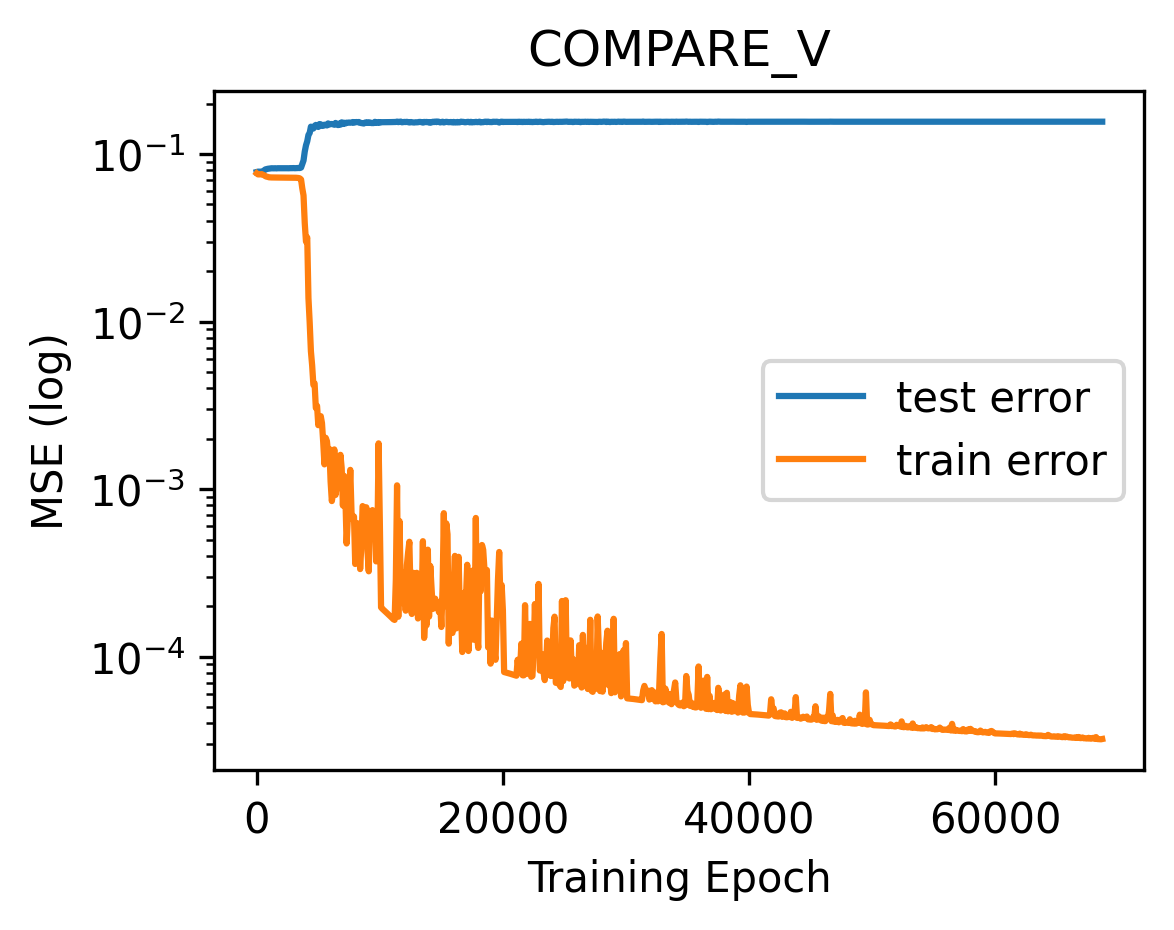 COMPARE_V
MSE (log)
10⁻¹
10⁻²
10⁻³
10⁻⁴
test error
train error
0 20000 40000 60000
Training Epoch